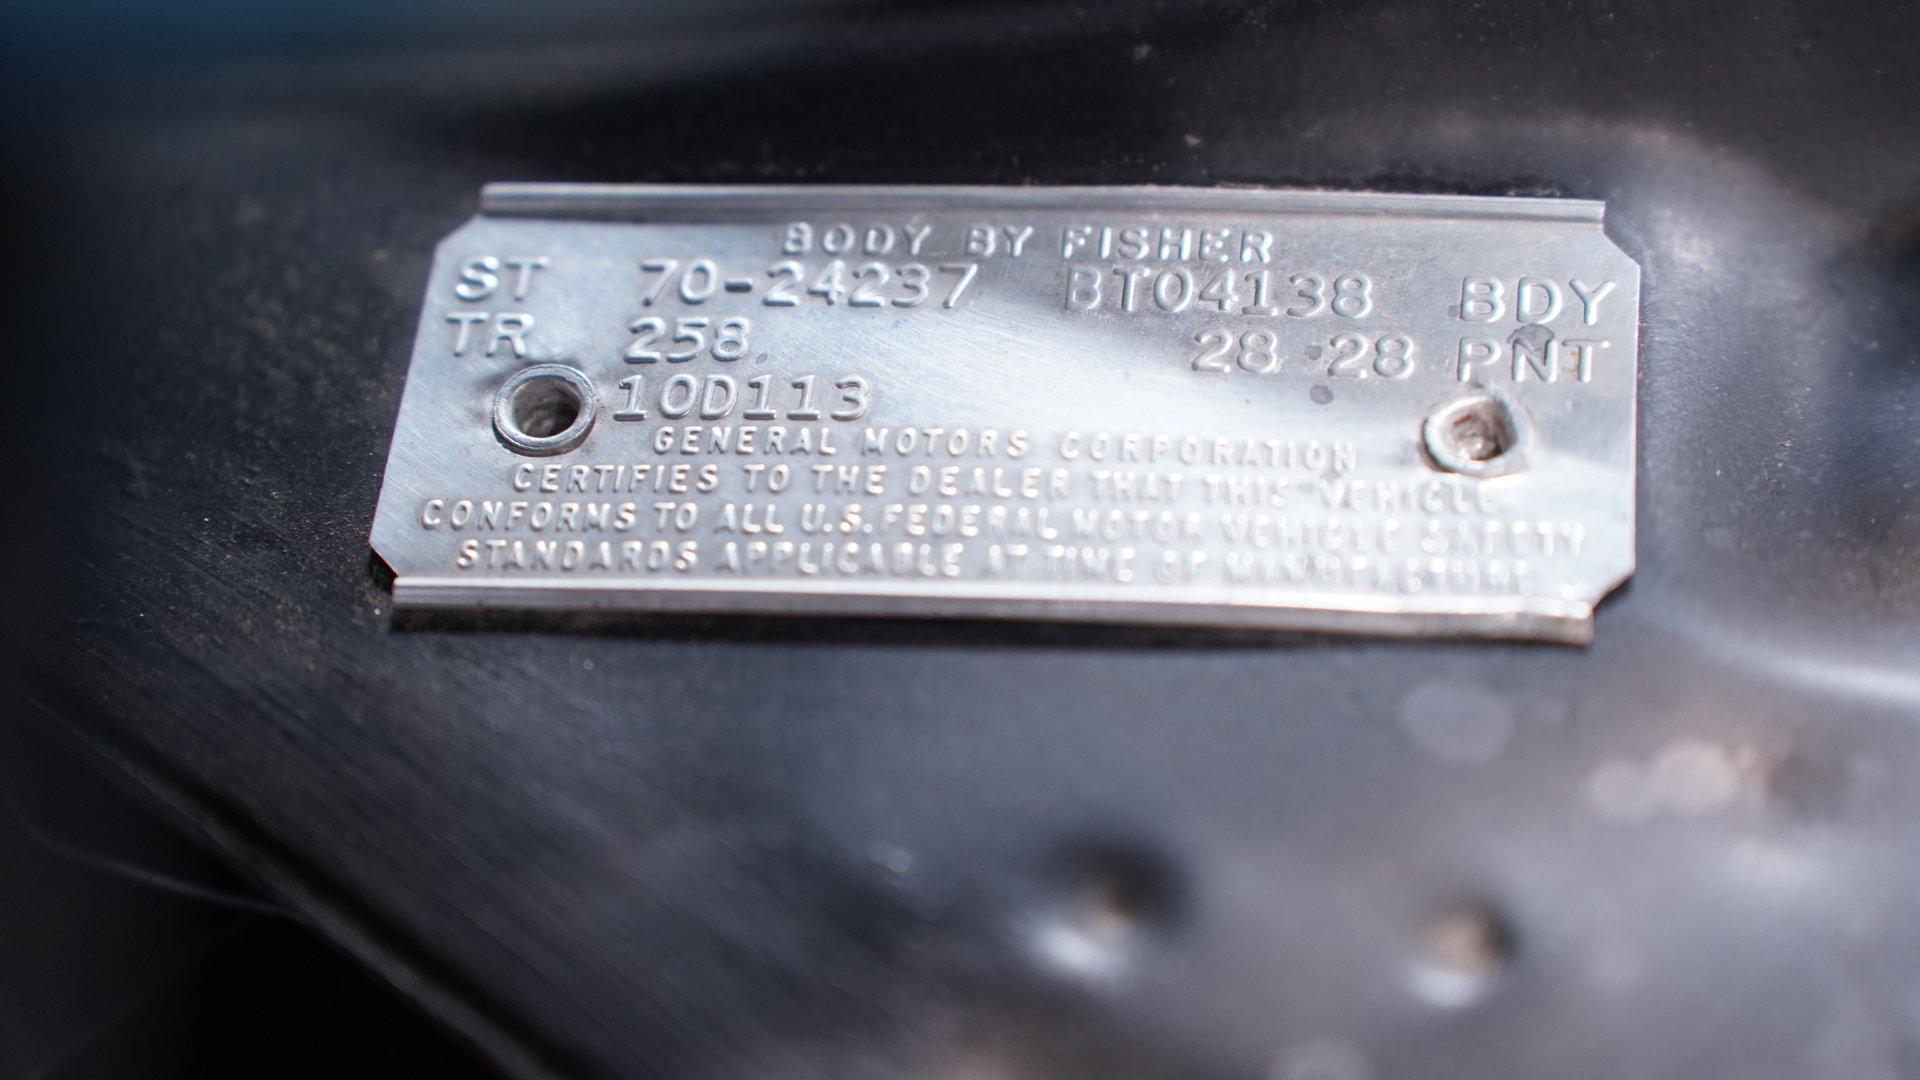 BODY BY FISHER
ST 70-24237 BT04138 BDY
TR 258 28 28 PNT
10D113
GENERAL MOTORS CORPORATION
CERTIFIES TO THE DEALER THAT THIS VEHICLE
CONFORMS TO ALL U.S. FEDERAL MOTOR VEHICLE SAFETY
STANDARDS APPLICABLE AT TIME OF MANUFACTURE